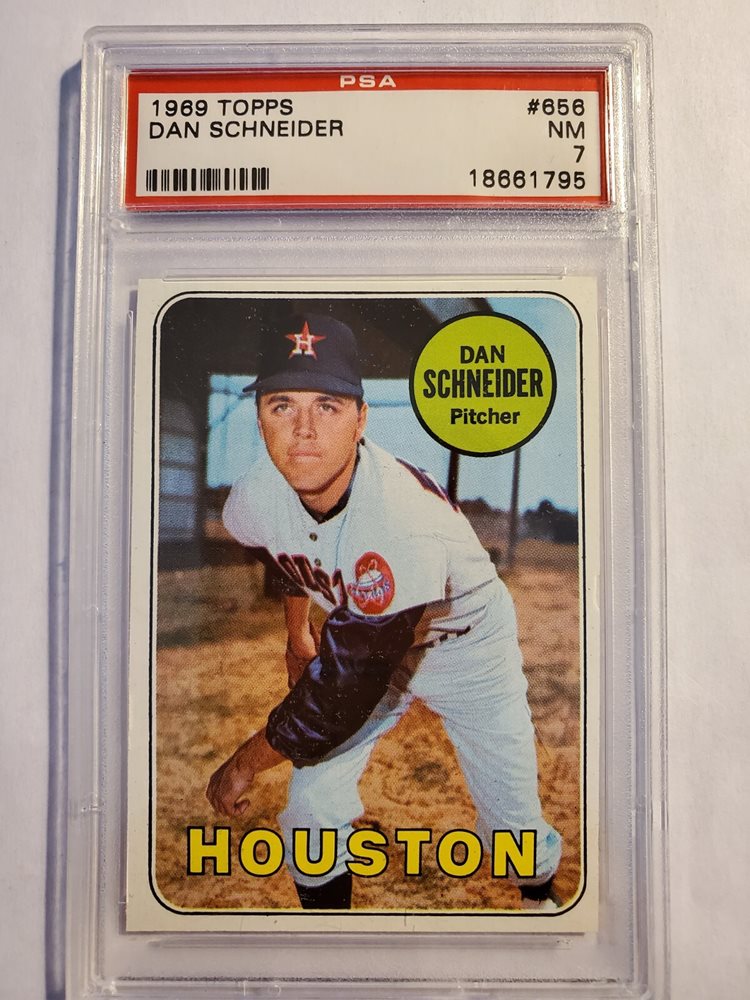 PSA
1969 TOPPS #656
DAN SCHNEIDER NM
7
18661795
H
DAN
SCHNEIDER
Pitcher
HOUSTON